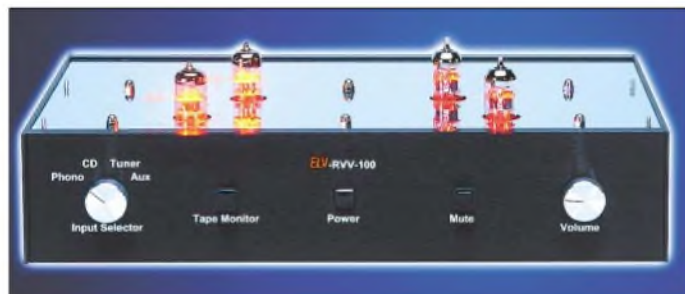 ELV-RVV-100
CD Tuner
Phono Aux
Input Selector
Tape Monitor
Power
Mute
Volume